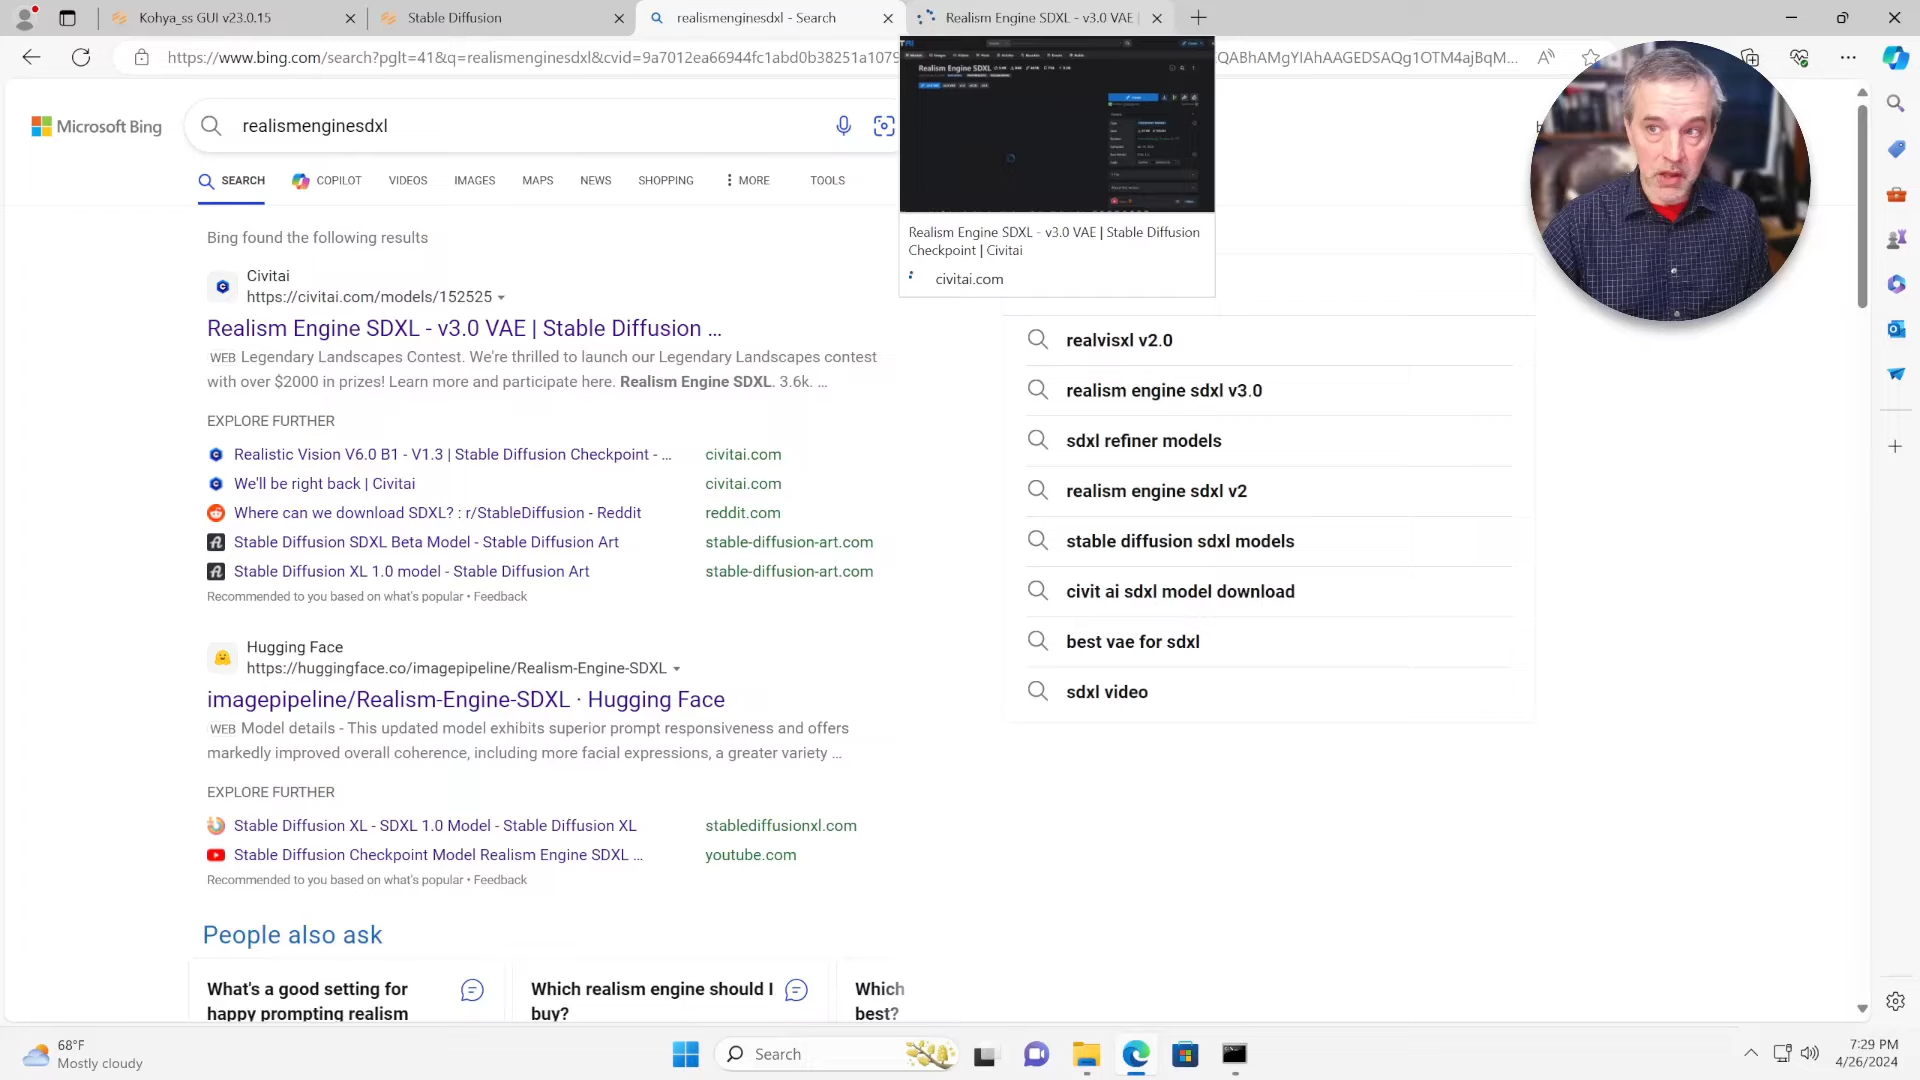 Kohya_ss GUI v23.0.15
Stable Diffusion
realismenginesdxl - Search
Realism Engine SDXL - v3.0 VAE |
https://www.bing.com/search?pglt=41&q=realismenginesdxl&cvid=9a7012ea66944fc1abd0b38251a1079
QABhAMgYIAhAAGEDSAQg1OTM4ajBqM...
Realism Engine SDXL
Microsoft Bing
realismenginesdxl
SEARCH
COPILOT
VIDEOS
IMAGES
MAPS
NEWS
SHOPPING
MORE
TOOLS
Realism Engine SDXL - v3.0 VAE | Stable Diffusion
Checkpoint | Civitai
civitai.com
Bing found the following results
Civitai
https://civitai.com/models/152525
Realism Engine SDXL - v3.0 VAE | Stable Diffusion ...
WEB Legendary Landscapes Contest. We're thrilled to launch our Legendary Landscapes contest
with over $2000 in prizes! Learn more and participate here. Realism Engine SDXL. 3.6k. ...
EXPLORE FURTHER
Realistic Vision V6.0 B1 - V1.3 | Stable Diffusion Checkpoint - ... civitai.com
We'll be right back | Civitai civitai.com
Where can we download SDXL? : r/StableDiffusion - Reddit reddit.com
Stable Diffusion SDXL Beta Model - Stable Diffusion Art stable-diffusion-art.com
Stable Diffusion XL 1.0 model - Stable Diffusion Art stable-diffusion-art.com
Recommended to you based on what's popular • Feedback
Hugging Face
https://huggingface.co/imagepipeline/Realism-Engine-SDXL
imagepipeline/Realism-Engine-SDXL · Hugging Face
WEB Model details - This updated model exhibits superior prompt responsiveness and offers
markedly improved overall coherence, including more facial expressions, a greater variety ...
EXPLORE FURTHER
Stable Diffusion XL - SDXL 1.0 Model - Stable Diffusion XL stablediffusionxl.com
Stable Diffusion Checkpoint Model Realism Engine SDXL ... youtube.com
Recommended to you based on what's popular • Feedback
People also ask
What's a good setting for
happy prompting realism
Which realism engine should I
buy?
Which
best?
realvisxl v2.0
realism engine sdxl v3.0
sdxl refiner models
realism engine sdxl v2
stable diffusion sdxl models
civit ai sdxl model download
best vae for sdxl
sdxl video
68°F
Mostly cloudy
Search
7:29 PM
4/26/2024